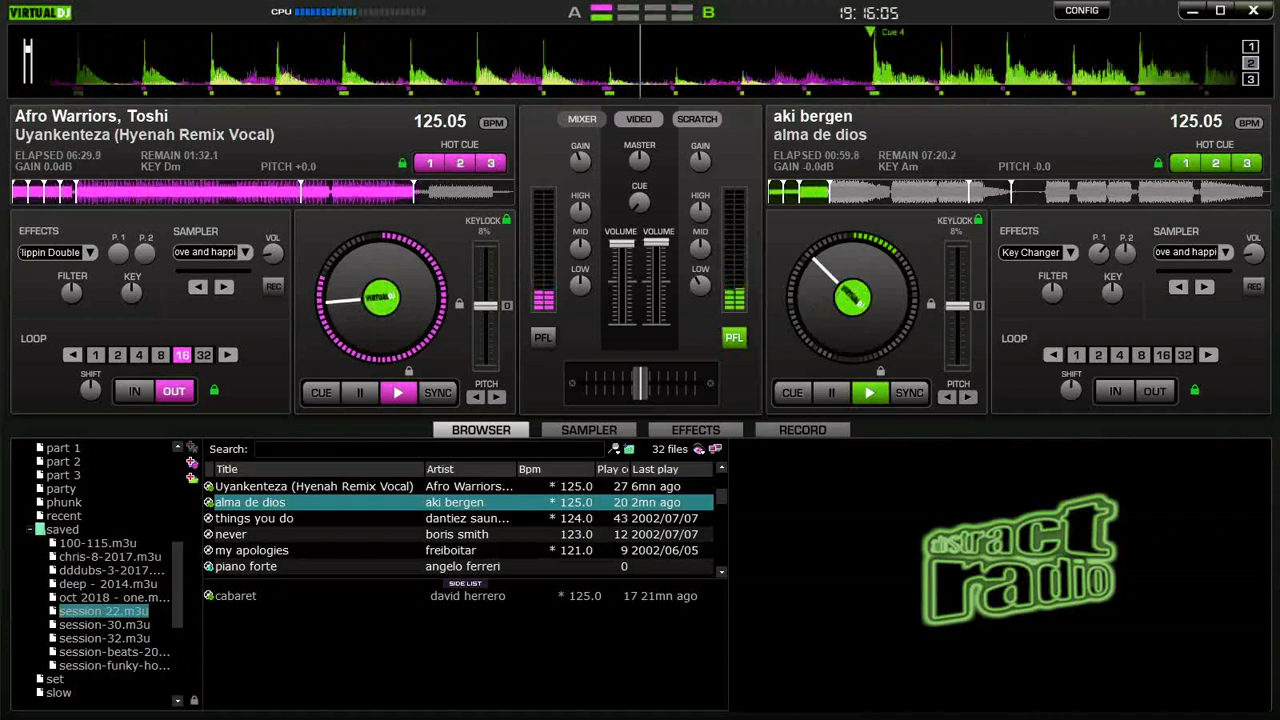 VIRTUALDJ
CPU
A
B
19:16:05
CONFIG
Cue 4
1
2
3
Afro Warriors, Toshi
Uyankenteza (Hyenah Remix Vocal)
125.05
BPM
ELAPSED 06:29.9
REMAIN 01:32.1
HOT CUE
GAIN 0.0dB
KEY Dm
PITCH +0.0
1 2 3
MIXER
VIDEO
SCRATCH
GAIN
MASTER
GAIN
CUE
HIGH
HIGH
VOLUME
VOLUME
MID
MID
LOW
LOW
PFL
PFL
aki bergen
alma de dios
125.05
BPM
ELAPSED 00:59.8
REMAIN 07:20.2
HOT CUE
GAIN -0.0dB
KEY Am
PITCH -0.0
1 2 3
EFFECTS
P. 1
P. 2
SAMPLER
VOL
lippin Double
ove and happi
FILTER
KEY
REC
LOOP
1 2 4 8 16 32
SHIFT
IN
OUT
KEYLOCK
8%
VIRTUALDJ
D
CUE
SYNC
PITCH
KEYLOCK
8%
D
CUE
SYNC
PITCH
EFFECTS
P. 1
P. 2
SAMPLER
VOL
Key Changer
ove and happi
FILTER
KEY
REC
LOOP
1 2 4 8 16 32
SHIFT
IN
OUT
BROWSER
SAMPLER
EFFECTS
RECORD
part 1
part 2
part 3
party
phunk
recent
saved
100-115.m3u
chris-8-2017.m3u
dddubs-3-2017....
deep - 2014.m3u
oct 2018 - one.m...
session 22.m3u
session-30.m3u
session-32.m3u
session-beats-20...
session-funky-ho...
set
slow
Search:
32 files
Title Artist Bpm Play c Last play
Uyankenteza (Hyenah Remix Vocal) Afro Warriors... * 125.0 27 6mn ago
alma de dios aki bergen * 125.0 20 2mn ago
things you do dantiez saun... * 124.0 43 2002/07/07
never boris smith 123.0 12 2002/07/07
my apologies freiboitar * 121.0 9 2002/06/05
piano forte angelo ferreri 0
SIDE LIST
cabaret david herrero * 125.0 17 21mn ago
abstract
radio